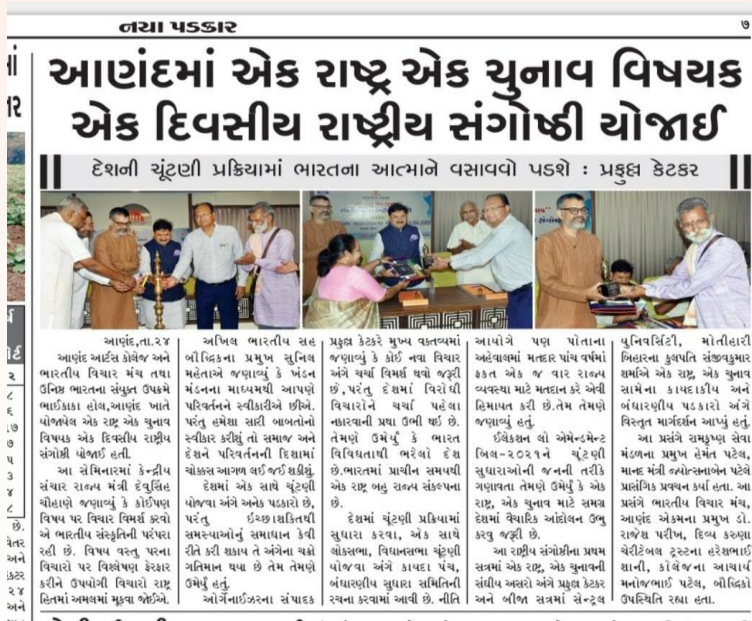 નયા પડકાર
૭
આણંદમાં એક રાષ્ટ્ર એક ચુનાવ વિષયક
એક દિવસીય રાષ્ટ્રીય સંગોષ્ઠી યોજાઈ
દેશની ચૂંટણી પ્રક્રિયામાં ભારતના આત્માને વસાવવો પડશે : પ્રફુલ્લ કેટકર
આણંદ,તા.૨૪
આણંદ આર્ટસ કોલેજ અને
ભારતીય વિચાર મંચ તથા
ઉનિષ્ઠ ભારતના સંયુક્ત ઉપક્રમે
ભાઈકાકા હોલ,આણંદ ખાતે
યોજાયેલ એક રાષ્ટ્ર એક ચુનાવ
વિષયક એક દિવસીય રાષ્ટ્રીય
સંગોષ્ઠી યોજાઈ હતી.
આ સેમિનારમાં કેન્દ્રીય
સંચાર રાજ્ય મંત્રી દેવુસિંહ
ચૌહાણે જણાવ્યું કે કોઈપણ
વિષય પર વિચાર વિમર્શ કરવો
એ ભારતીય સંસ્કૃતિની પરંપરા
રહી છે. વિષય વસ્તુ પરના
વિચારો પર વિશ્લેષણ ફેરફાર
કરીને ઉપયોગી વિચારો રાષ્ટ્ર
હિતમાં અમલમાં મૂકવા જોઈએ.
અખિલ ભારતીય સહ
બૌદ્ધિકના પ્રમુખ સુનિલ
મહેતાએ જણાવ્યું કે ખંડન
મંડનના માધ્યમથી આપણે
પરિવર્તનને સ્વીકારીએ છીએ.
પરંતુ હંમેશા સારી બાબતોનો
સ્વીકાર કરીશું તો સમાજ અને
દેશને પરિવર્તનની દિશામાં
ચોક્કસ આગળ લઈ જઈ શકીશું.
દેશમાં એક સાથે ચૂંટણી
યોજવા અંગે અનેક પડકારો છે,
પરંતુ ઇચ્છાશક્તિથી
સમસ્યાઓનું સમાધાન કેવી
રીતે કરી શકાય તે અંગેના ચક્રો
ગતિમાન થયા છે તેમ તેમણે
ઉમેર્યું હતું.
ઓર્ગેનાઈઝરના સંપાદક
પ્રફુલ્લ કેટકરે મુખ્ય વક્તવ્યમાં
જણાવ્યું કે કોઈ નવા વિચાર
અંગે ચર્ચા વિમર્શ થવો જરૂરી
છે,પરંતુ દેશમાં વિરોધી
વિચારોને ચર્ચા પહેલા
નકારવાની પ્રથા ઉભી થઈ છે.
તેમણે ઉમેર્યું કે ભારત
વિવિધતાથી ભરેલો દેશ
છે.ભારતમાં પ્રાચીન સમયથી
એક રાષ્ટ્ર બહુ રાજ્ય સંકલ્પના
છે.
દેશમાં ચૂંટણી પ્રક્રિયામાં
સુધારા કરવા, એક સાથે
લોકસભા, વિધાનસભા ચૂંટણી
યોજવા અંગે કાયદા પંચ,
બંધારણીય સુધારા સમિતિની
રચના કરવામાં આવી છે. નીતિ
આયોગે પણ પોતાના
અહેવાલમાં મતદાર પાંચ વર્ષમાં
ફક્ત એક જ વાર રાજ્ય
વ્યવસ્થા માટે મતદાન કરે એવી
હિમાયત કરી છે.તેમ તેમણે
જણાવ્યું હતું.
ઈલેકશન લો એમેન્ડમેન્ટ
બિલ-૨૦૨૧ને ચૂંટણી
સુધારાઓની જનની તરીકે
ગણાવતા તેમણે ઉમેર્યું કે એક
રાષ્ટ્ર, એક ચુનાવ માટે સમગ્ર
દેશમાં વૈચારિક આંદોલન ઉભુ
કરવુ જરૂરી છે.
આ રાષ્ટ્રીય સંગોષ્ઠીના પ્રથમ
સત્રમાં એક રાષ્ટ્ર, એક ચુનાવની
સંઘીય અસરો અંગે પ્રફુલ્લ કેટકર
અને બીજા સત્રમાં સેન્ટ્રલ
યુનિવર્સિટી, મોતીહારી
બિહારના કુલપતિ સંજીવકુમાર
શર્માએ એક રાષ્ટ્ર, એક ચુનાવ
સામેના કાયદાકીય અને
બંધારણીય પડકારો અંગે
વિસ્તૃત માર્ગદર્શન આપ્યું હતું.
આ પ્રસંગે રામકૃષ્ણ સેવા
મંડળના પ્રમુખ હેમંત પટેલ,
માનદ મંત્રી જ્યોત્સનાબેન પટેલે
પ્રાસંગિક પ્રવચન કર્યા હતા. આ
પ્રસંગે ભારતીય વિચાર મંચ,
આણંદ એકમના પ્રમુખ ડો.
રાજેશ પરીખ, દિવ્ય કરુણા
ચેરીટેબલ ટ્રસ્ટના હરેશભાઈ
શાની, કોલેજના આચાર્ય
મનોજભાઈ પટેલ, બૌદ્ધિકો
ઉપસ્થિતિ રહ્યા હતા.